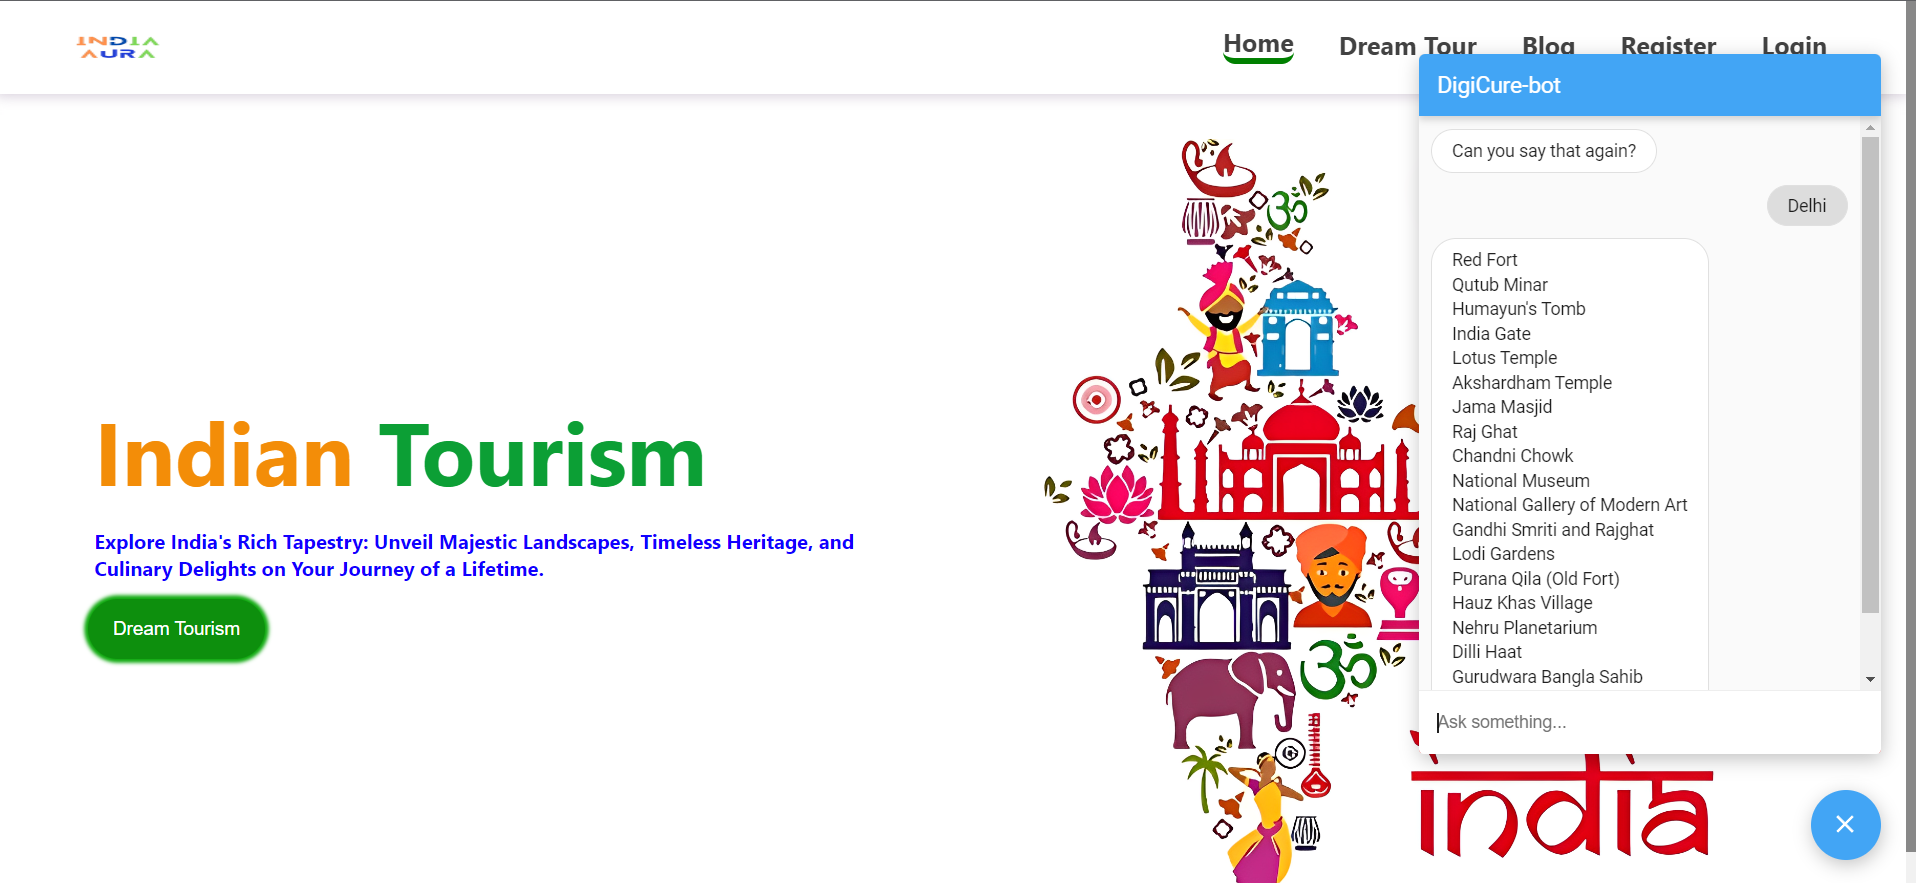 INDIA
AURA
Home
Dream Tour
Blog
Register
Login
Indian Tourism
Explore India's Rich Tapestry: Unveil Majestic Landscapes, Timeless Heritage, and
Culinary Delights on Your Journey of a Lifetime.
Dream Tourism
ॐ
ॐ
india
DigiCure-bot
Can you say that again?
Delhi
Red Fort
Qutub Minar
Humayun's Tomb
India Gate
Lotus Temple
Akshardham Temple
Jama Masjid
Raj Ghat
Chandni Chowk
National Museum
National Gallery of Modern Art
Gandhi Smriti and Rajghat
Lodi Gardens
Purana Qila (Old Fort)
Hauz Khas Village
Nehru Planetarium
Dilli Haat
Gurudwara Bangla Sahib
Ask something...